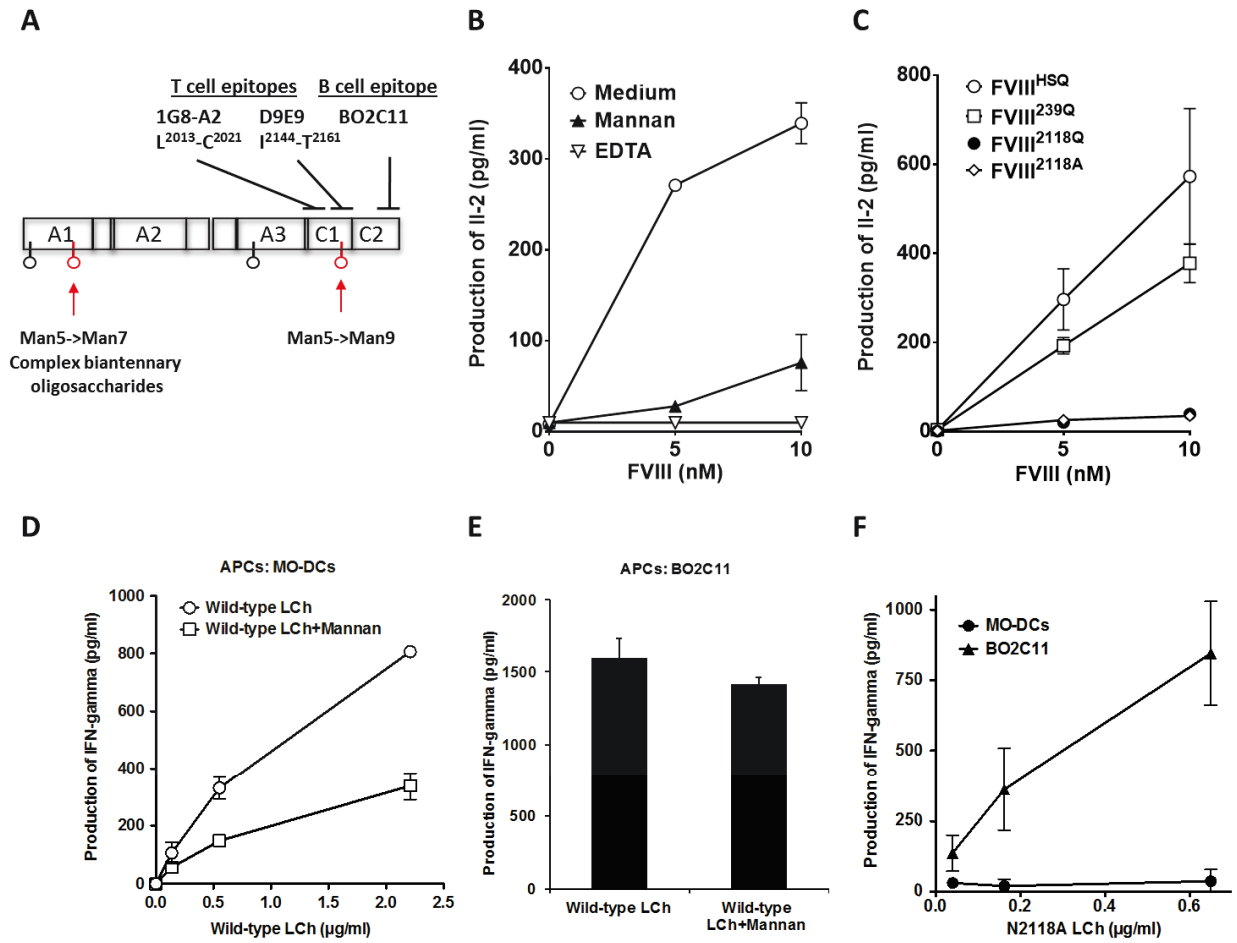 A
T cell epitopes B cell epitope
1G8-A2 D9E9 BO2C11
L2013-C2021 I2144-T2161
A1 A2 A3 C1 C2
Man5->Man7
Complex biantennary
oligosaccharides
Man5->Man9
B
Production of Il-2 (pg/ml)
400
300
200
100
0
Medium
Mannan
EDTA
0 5 10
FVIII (nM)
C
Production of Il-2 (pg/ml)
800
600
400
200
0
FVIIIHSQ
FVIII239Q
FVIII2118Q
FVIII2118A
0 5 10
FVIII (nM)
D
APCs: MO-DCs
Production of IFN-gamma (pg/ml)
1000
800
600
400
200
0
Wild-type LCh
Wild-type LCh+Mannan
0.0 0.5 1.0 1.5 2.0 2.5
Wild-type LCh (µg/ml)
E
APCs: BO2C11
Production of IFN-gamma (pg/ml)
2000
1500
1000
500
0
Wild-type LCh Wild-type
LCh+Mannan
F
Production of IFN-gamma (pg/ml)
1000
750
500
250
0
MO-DCs
BO2C11
0.0 0.2 0.4 0.6
N2118A LCh (µg/ml)